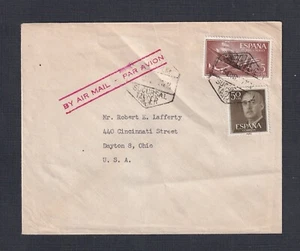 BY AIR MAIL - PAR AVION
ESPAÑA
ESPAÑA
Mr. Robert E. Lafferty
440 Cincinnati Street
Dayton 8, Ohio
U. S. A.